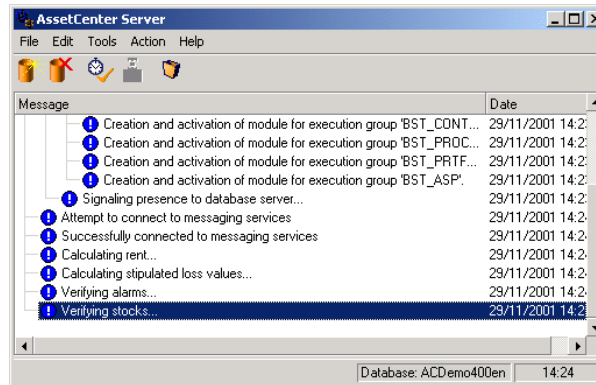 AssetCenter Server
File Edit Tools Action Help
Message Date
Creation and activation of module for execution group 'BST_CONT... 29/11/2001 14:2
Creation and activation of module for execution group 'BST_PROC... 29/11/2001 14:2
Creation and activation of module for execution group 'BST_PRTF... 29/11/2001 14:2
Creation and activation of module for execution group 'BST_ASP'. 29/11/2001 14:2
Signaling presence to database server... 29/11/2001 14:2
Attempt to connect to messaging services 29/11/2001 14:2
Successfully connected to messaging services 29/11/2001 14:2
Calculating rent... 29/11/2001 14:2
Calculating stipulated loss values... 29/11/2001 14:2
Verifying alarms... 29/11/2001 14:2
Verifying stocks... 29/11/2001 14:2
Database: ACDemo400en 14:24